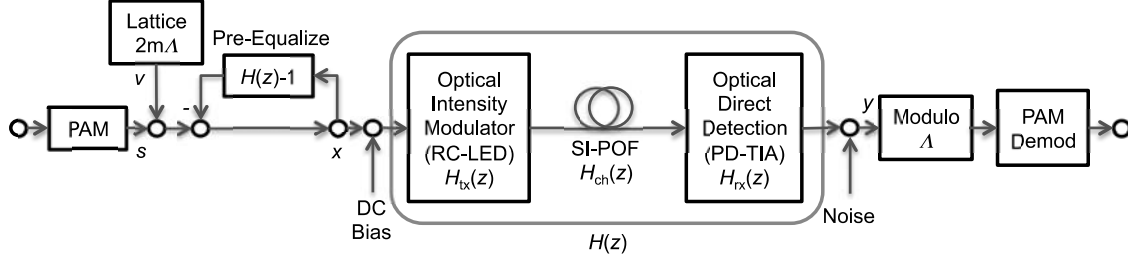 Lattice
2mΛ
Pre-Equalize
v
-
H(z)-1
PAM
s
x
DC
Bias
Optical
Intensity
Modulator
(RC-LED)
Htx(z)
SI-POF
Hch(z)
Optical
Direct
Detection
(PD-TIA)
Hrx(z)
H(z)
y
Noise
Modulo
Λ
PAM
Demod